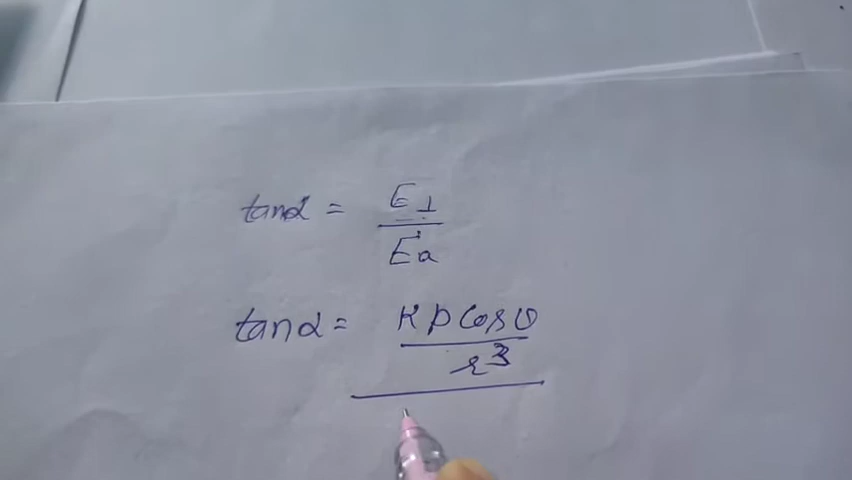 tanα = E⊥
Ea
tanα = KPCosθ
r³